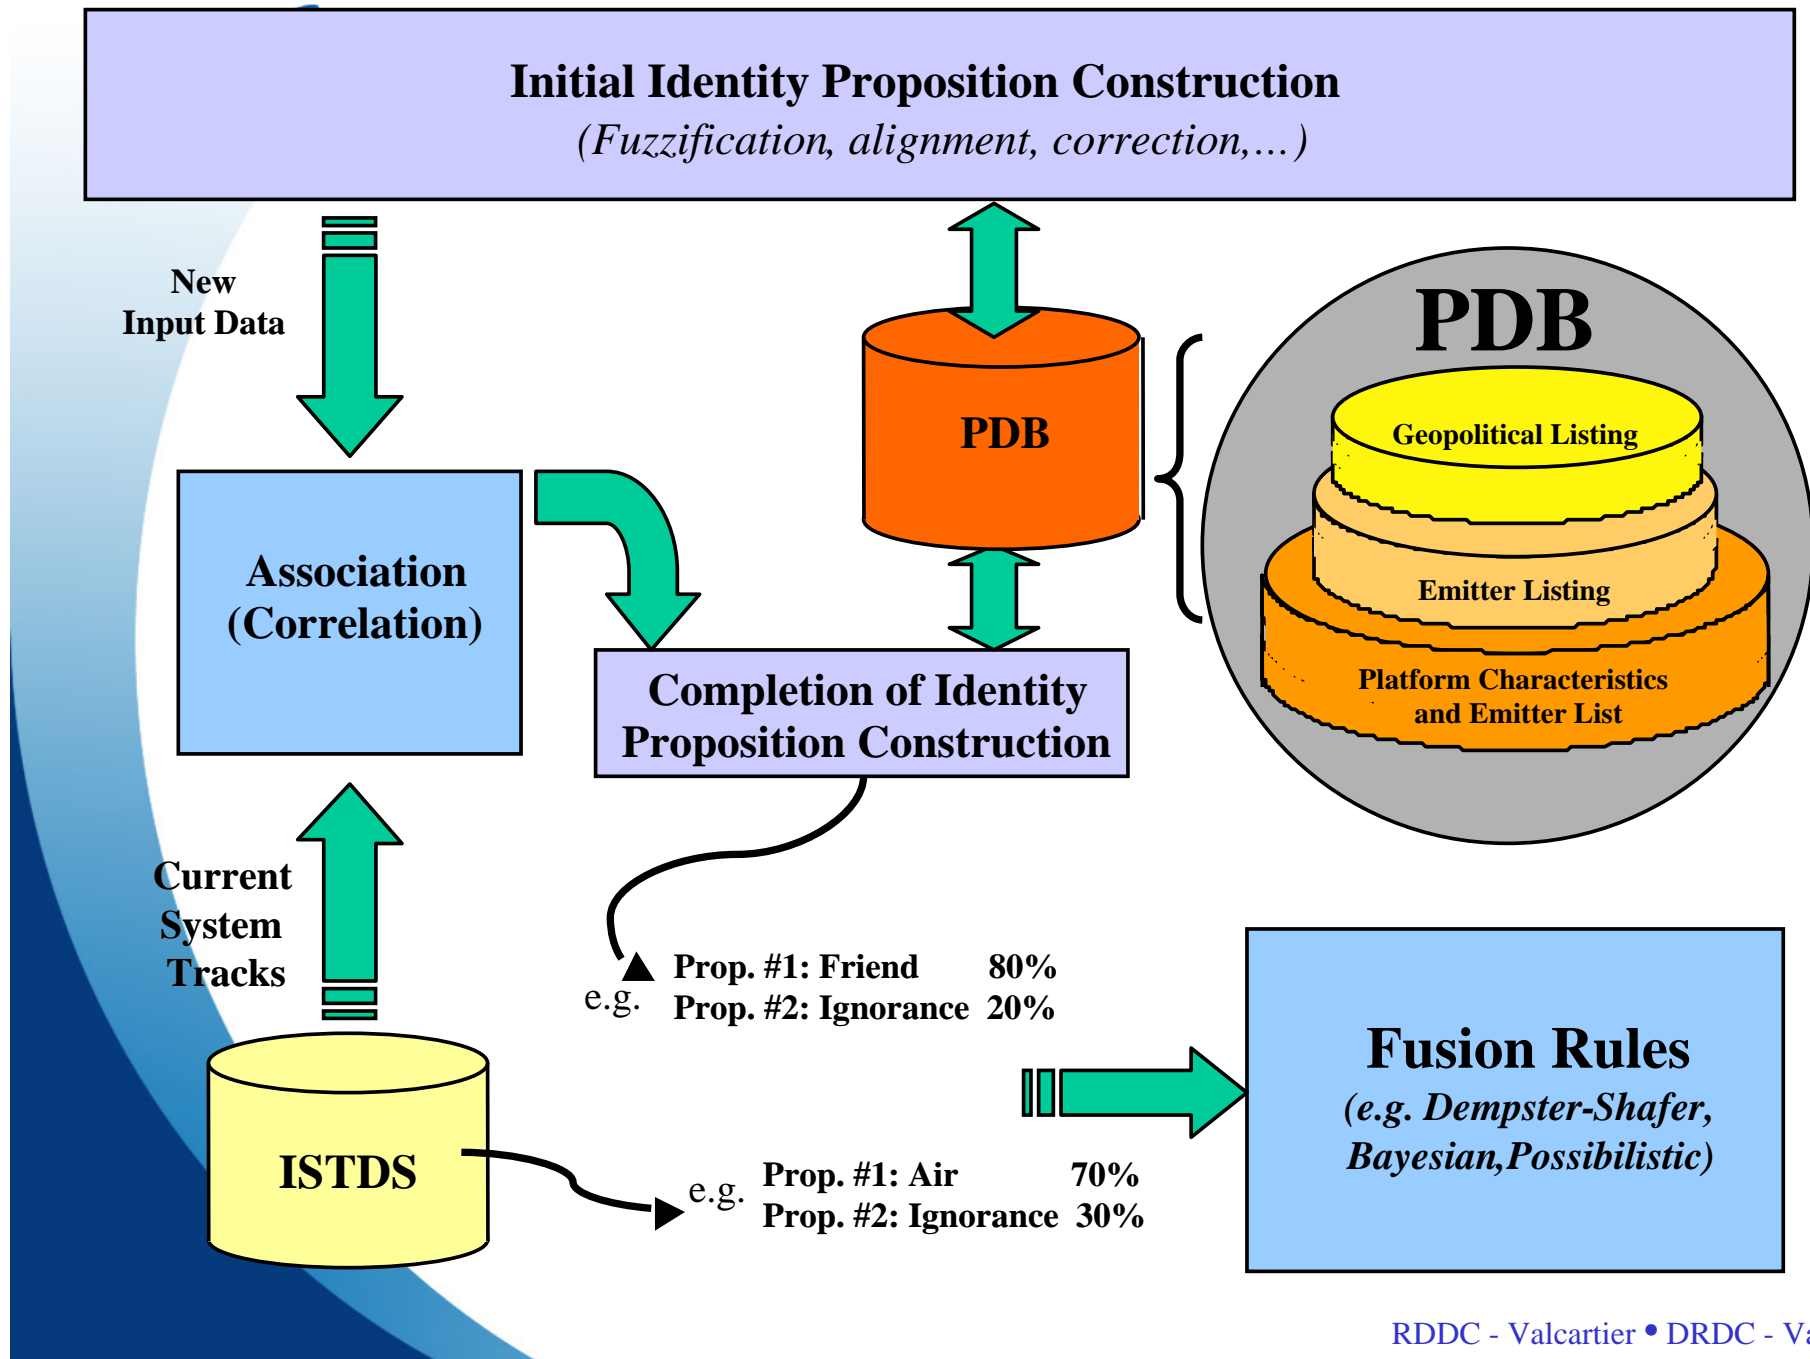 Initial Identity Proposition Construction
(Fuzzification, alignment, correction,…)
New
Input Data
PDB
PDB
Geopolitical Listing
Emitter Listing
Platform Characteristics
and Emitter List
Association
(Correlation)
Completion of Identity
Proposition Construction
Current
System
Tracks
e.g.
Prop. #1: Friend 80%
Prop. #2: Ignorance 20%
Fusion Rules
(e.g. Dempster-Shafer,
Bayesian,Possibilistic)
ISTDS
e.g.
Prop. #1: Air 70%
Prop. #2: Ignorance 30%
RDDC - Valcartier • DRDC - Va